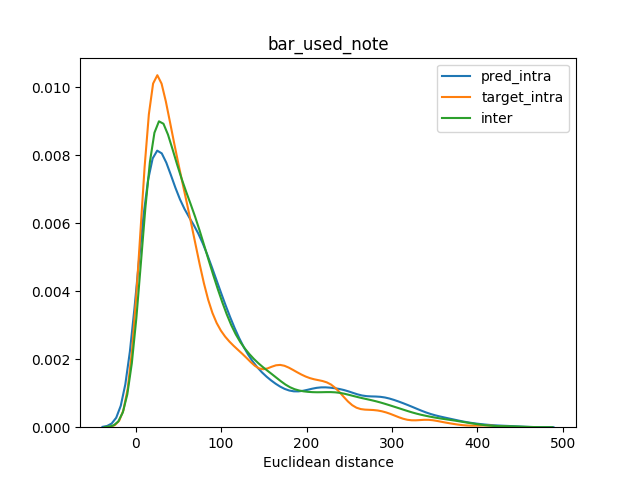 bar_used_note
pred_intra
target_intra
inter
0.010
0.008
0.006
0.004
0.002
0.000
0 100 200 300 400 500
Euclidean distance